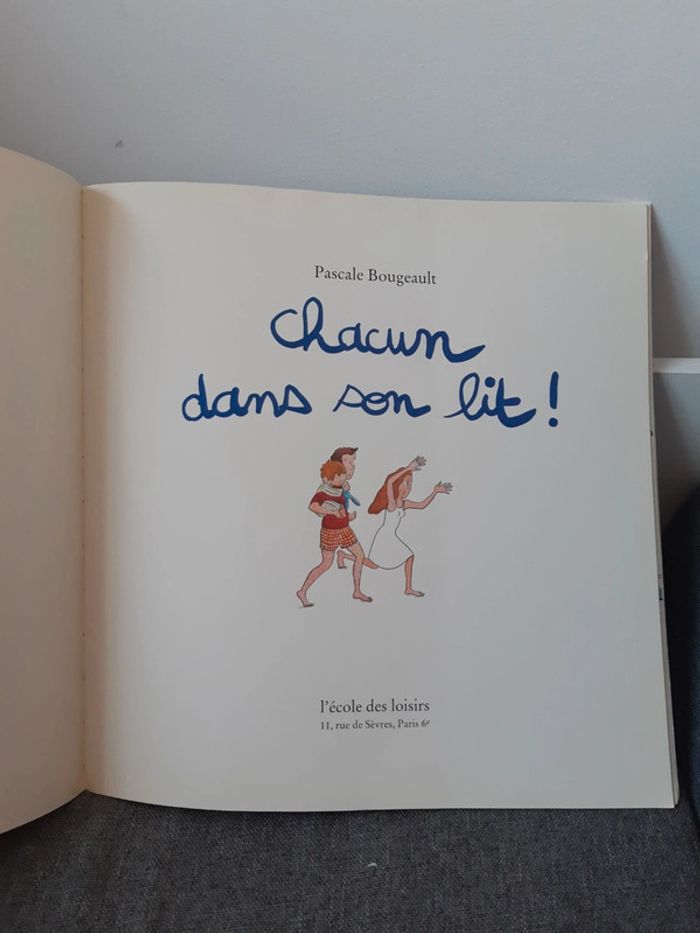 Pascale Bougeault
Chacun
dans son lit !
l'école des loisirs
11, rue de Sèvres, Paris 6e